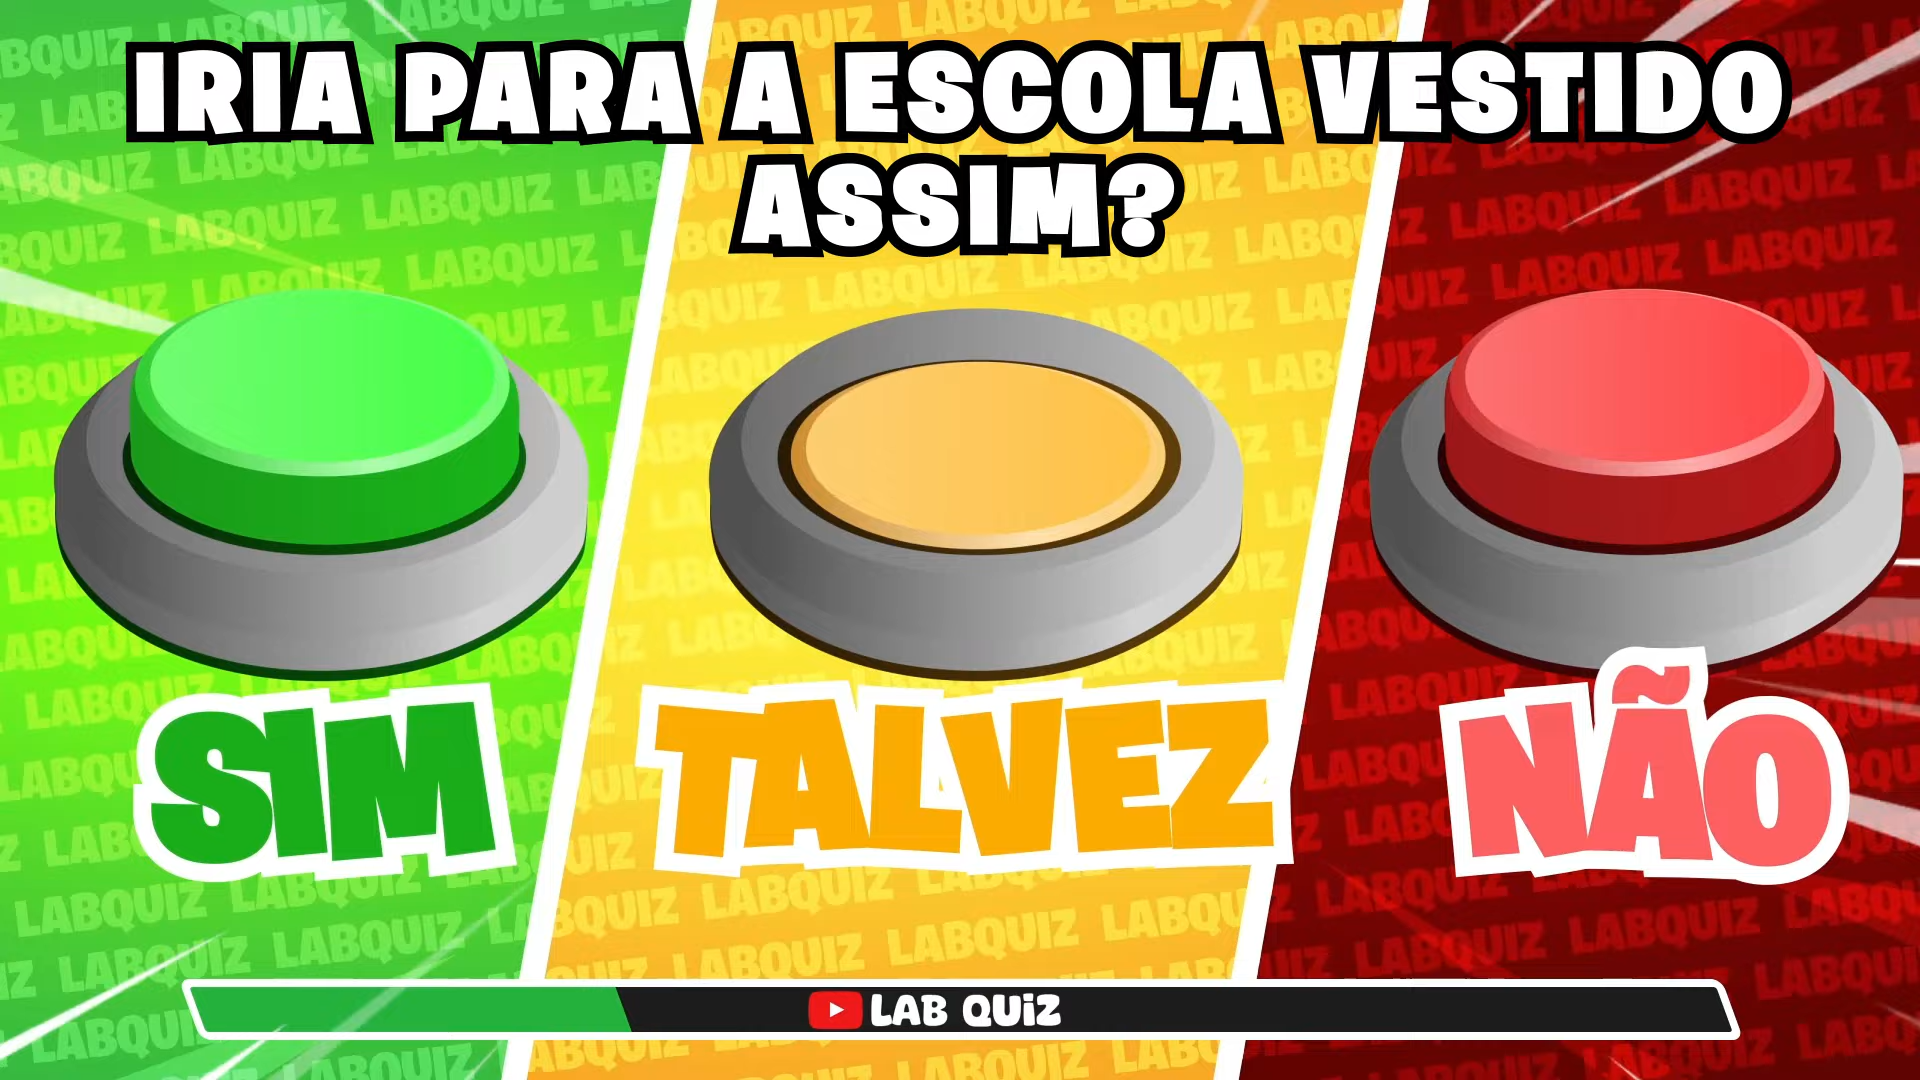 IRIA PARA A ESCOLA VESTIDO
ASSIM?
SIM
TALVEZ
NÃO
LAB QUiZ